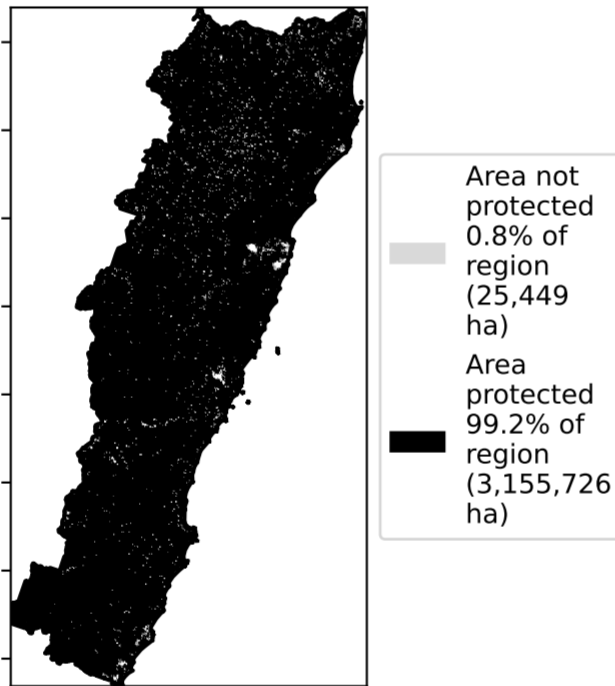 Area not
protected
0.8% of
region
(25,449
ha)
Area
protected
99.2% of
region
(3,155,726
ha)